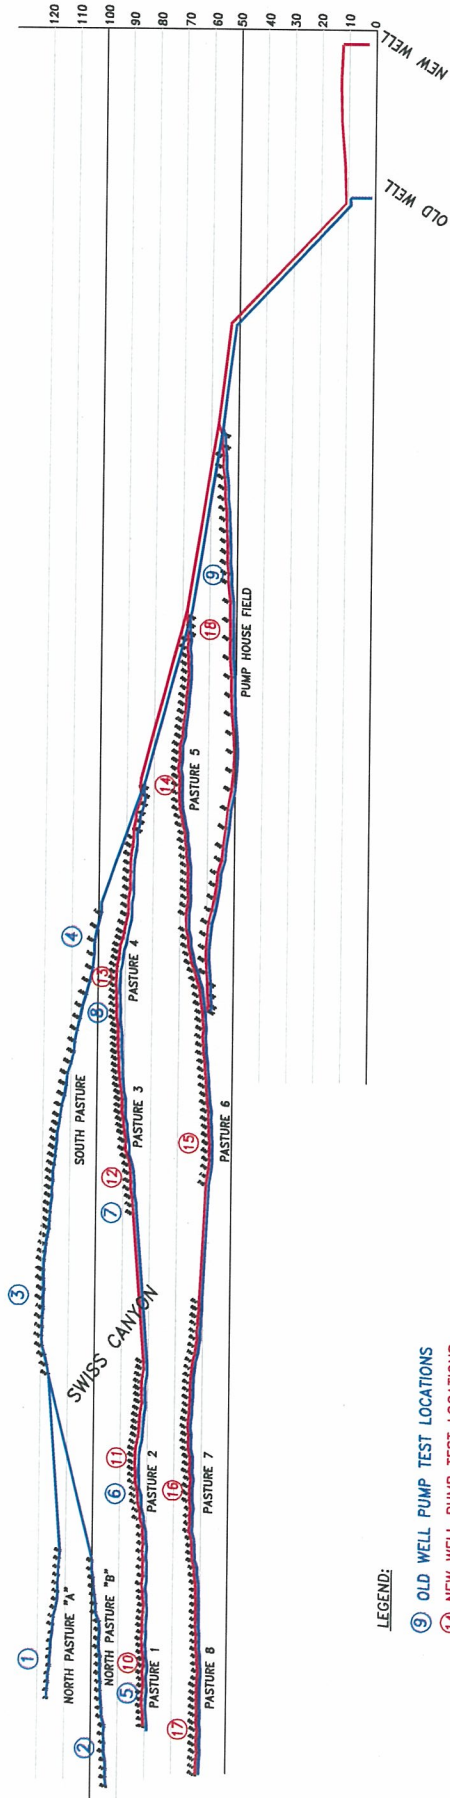 120
110
100
90
80
70
60
50
40
30
20
10
0
NEW WELL
OLD WELL
9
18
PUMP HOUSE FIELD
14
PASTURE 5
4
13
8
PASTURE 4
SOUTH PASTURE
12
7
PASTURE 3
15
PASTURE 6
3
SWISS CANYON
11
6
PASTURE 2
16
PASTURE 7
1
NORTH PASTURE "A"
2
NORTH PASTURE "B"
10
5
PASTURE 1
17
PASTURE 8
LEGEND:
9 OLD WELL PUMP TEST LOCATIONS